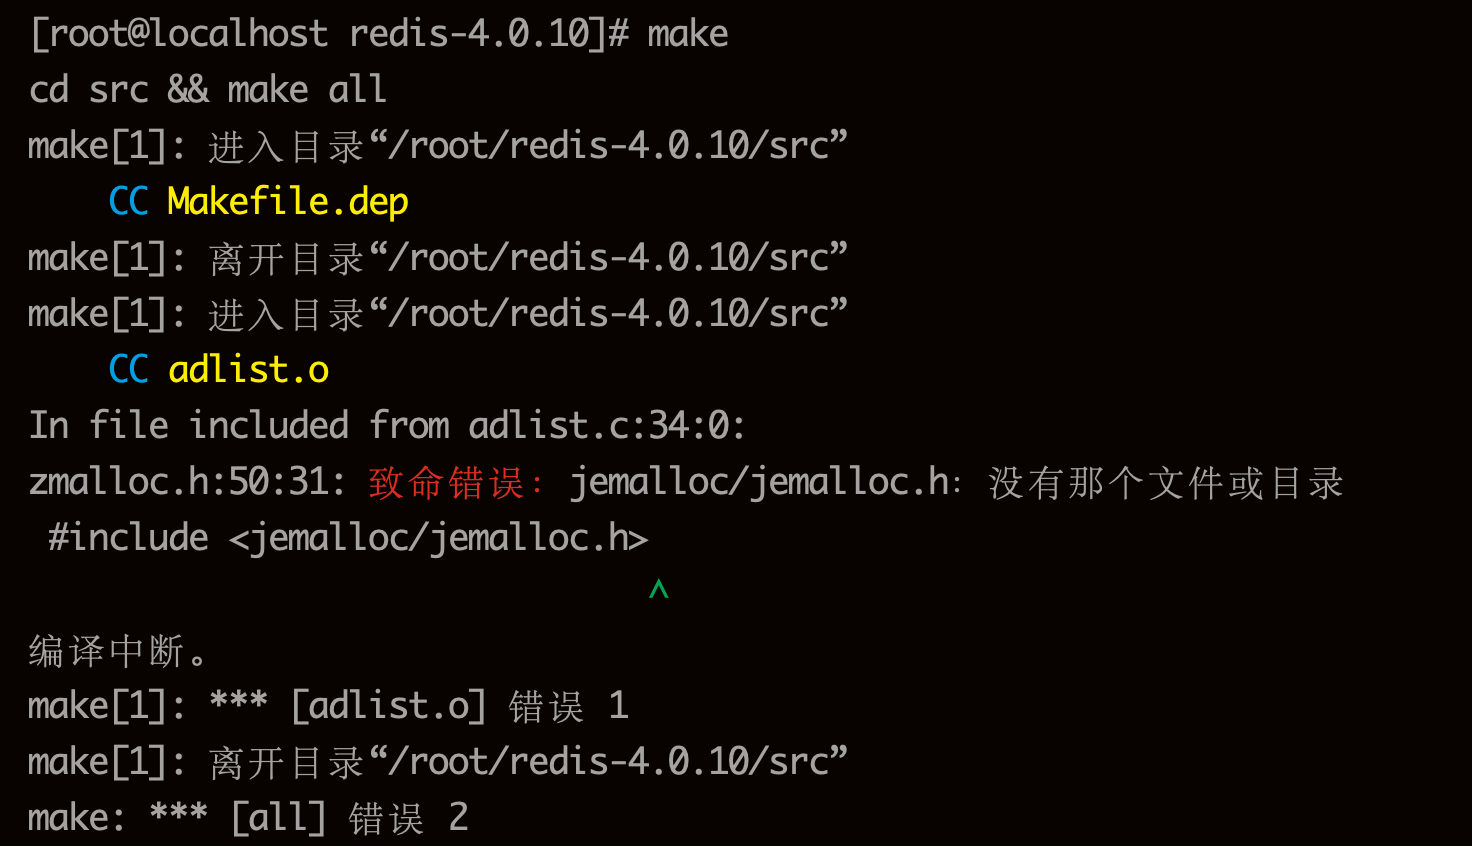 [root@localhost redis-4.0.10]# make
cd src && make all
make[1]: 进入目录“/root/redis-4.0.10/src”
    CC Makefile.dep
make[1]: 离开目录“/root/redis-4.0.10/src”
make[1]: 进入目录“/root/redis-4.0.10/src”
    CC adlist.o
In file included from adlist.c:34:0:
zmalloc.h:50:31: 致命错误：jemalloc/jemalloc.h：没有那个文件或目录
 #include <jemalloc/jemalloc.h>
                               ^
编译中断。
make[1]: *** [adlist.o] 错误 1
make[1]: 离开目录“/root/redis-4.0.10/src”
make: *** [all] 错误 2